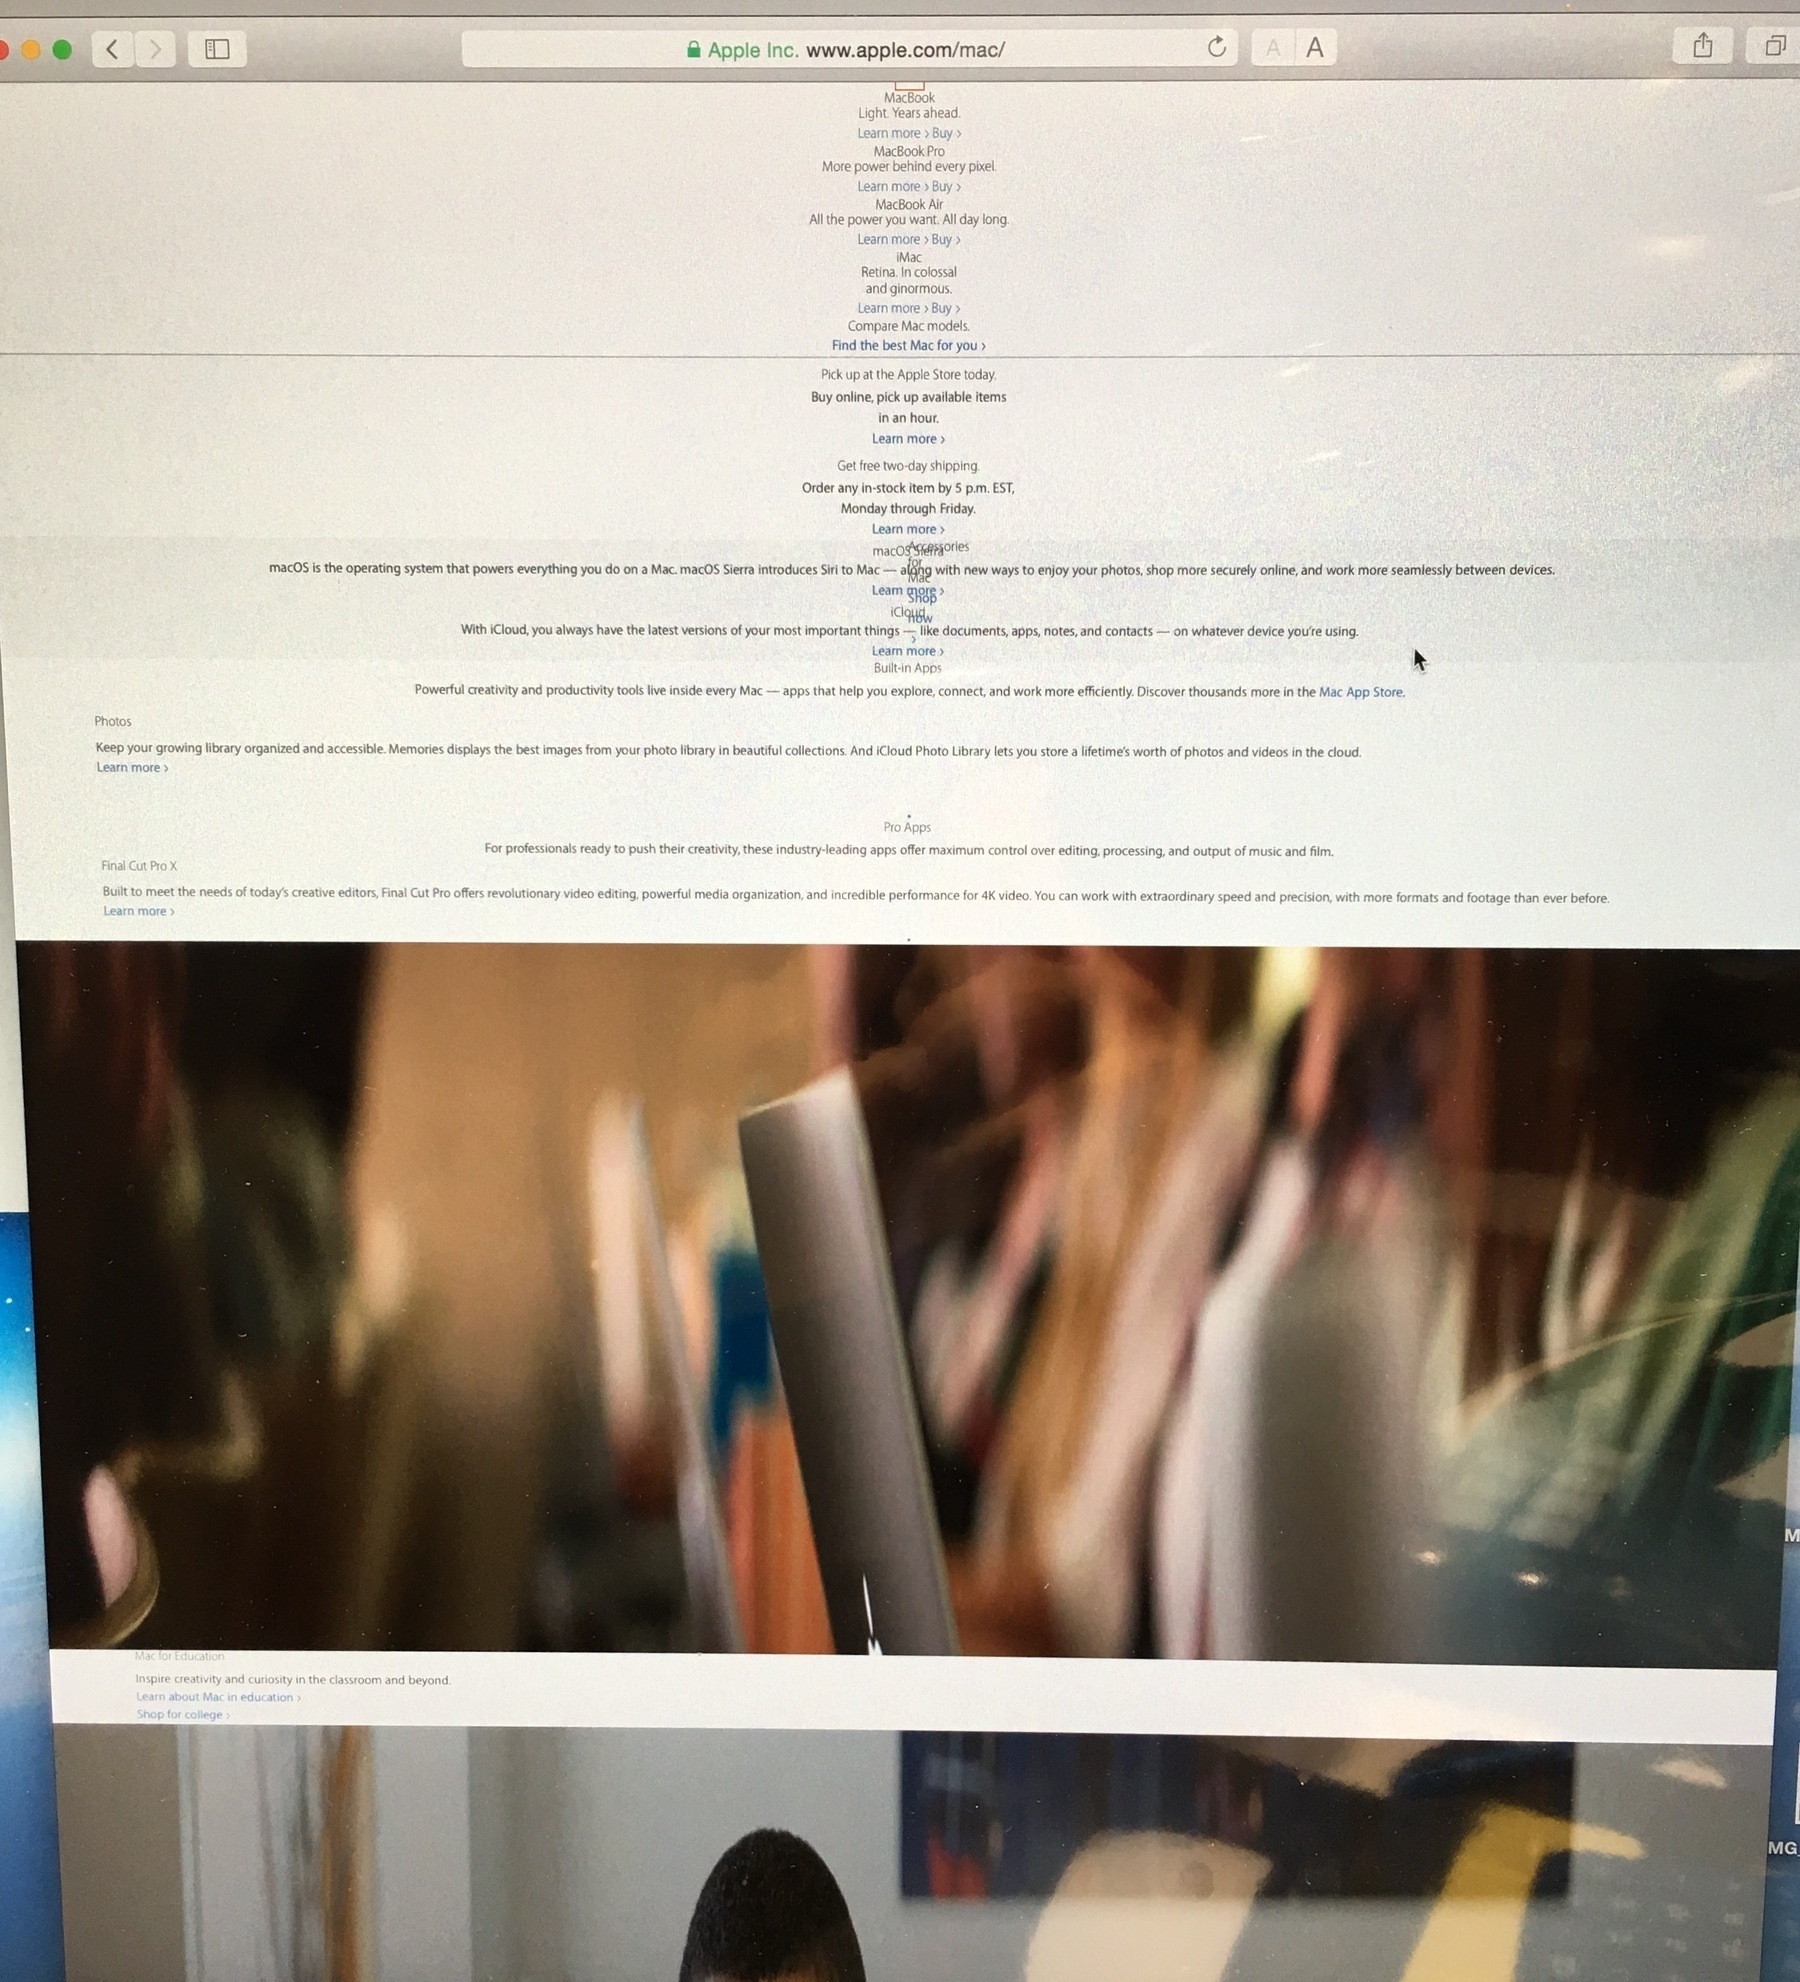 Apple Inc. www.apple.com/mac/
A A
MacBook
Light. Years ahead.
Learn more › Buy ›
MacBook Pro
More power behind every pixel.
Learn more › Buy ›
MacBook Air
All the power you want. All day long.
Learn more › Buy ›
iMac
Retina. In colossal
and ginormous.
Learn more › Buy ›
Compare Mac models.
Find the best Mac for you ›
Pick up at the Apple Store today.
Buy online, pick up available items
in an hour.
Learn more ›
Get free two-day shipping.
Order any in-stock item by 5 p.m. EST,
Monday through Friday.
Learn more ›
macOS Sierra
Accessories
for
Mac
Shop
now
›
macOS is the operating system that powers everything you do on a Mac. macOS Sierra introduces Siri to Mac — along with new ways to enjoy your photos, shop more securely online, and work more seamlessly between devices.
Learn more ›
iCloud
With iCloud, you always have the latest versions of your most important things — like documents, apps, notes, and contacts — on whatever device you're using.
Learn more ›
Built-in Apps
Powerful creativity and productivity tools live inside every Mac — apps that help you explore, connect, and work more efficiently. Discover thousands more in the Mac App Store.
Photos
Keep your growing library organized and accessible. Memories displays the best images from your photo library in beautiful collections. And iCloud Photo Library lets you store a lifetime's worth of photos and videos in the cloud.
Learn more ›
Pro Apps
For professionals ready to push their creativity, these industry-leading apps offer maximum control over editing, processing, and output of music and film.
Final Cut Pro X
Built to meet the needs of today's creative editors, Final Cut Pro offers revolutionary video editing, powerful media organization, and incredible performance for 4K video. You can work with extraordinary speed and precision, with more formats and footage than ever before.
Learn more ›
M
Mac for Education
Inspire creativity and curiosity in the classroom and beyond.
Learn about Mac in education ›
Shop for college ›
MG